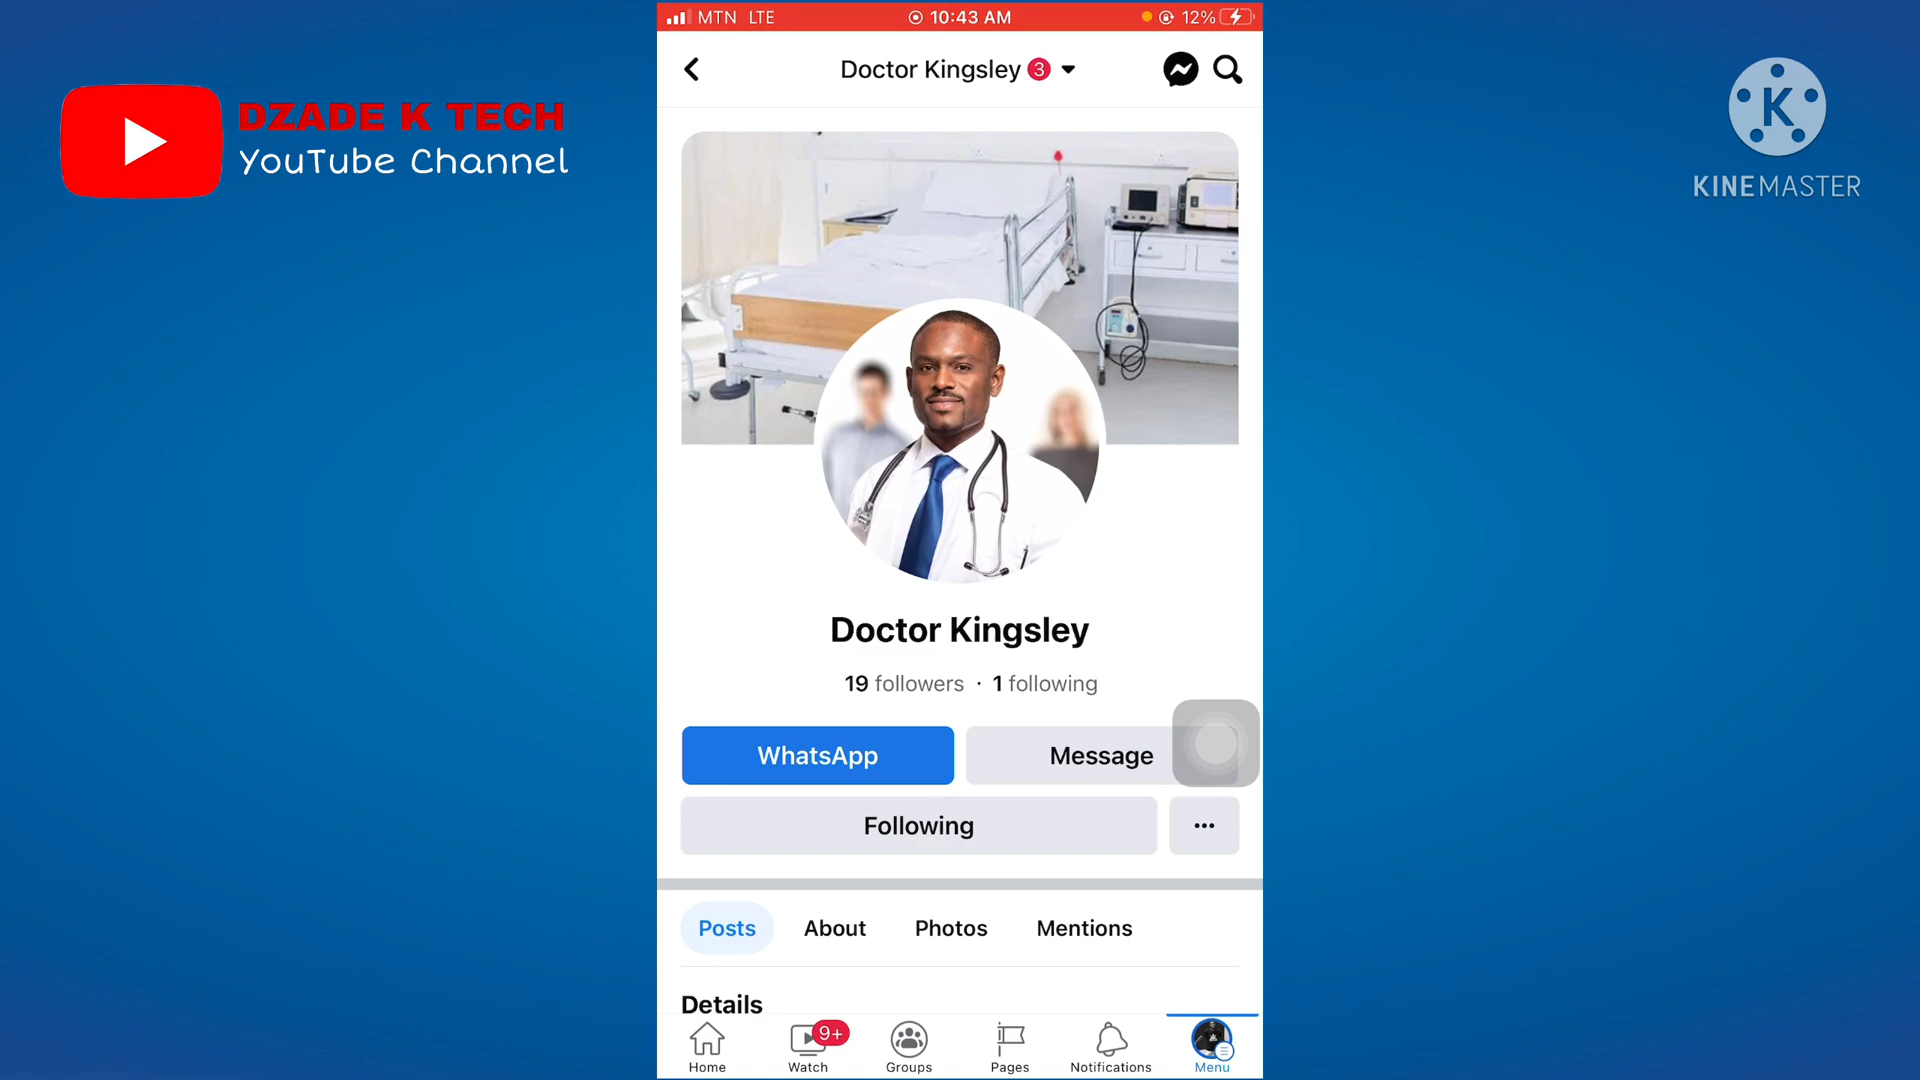 MTN LTE 10:43 AM 12%
DZADE K TECH
YouTube Channel
K
KINEMASTER
Doctor Kingsley 3
Doctor Kingsley
19 followers · 1 following
WhatsApp Message
Following ...
Posts About Photos Mentions
Details
9+
Home Watch Groups Pages Notifications Menu